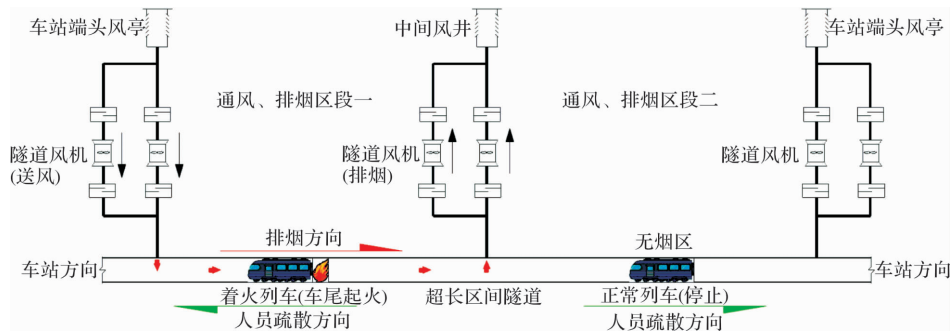 车站端头风亭
中间风井
车站端头风亭
通风、排烟区段一
通风、排烟区段二
隧道风机
(送风)
隧道风机
(排烟)
隧道风机
排烟方向
无烟区
车站方向
车站方向
着火列车(车尾起火)
超长区间隧道
正常列车(停止)
人员疏散方向
人员疏散方向